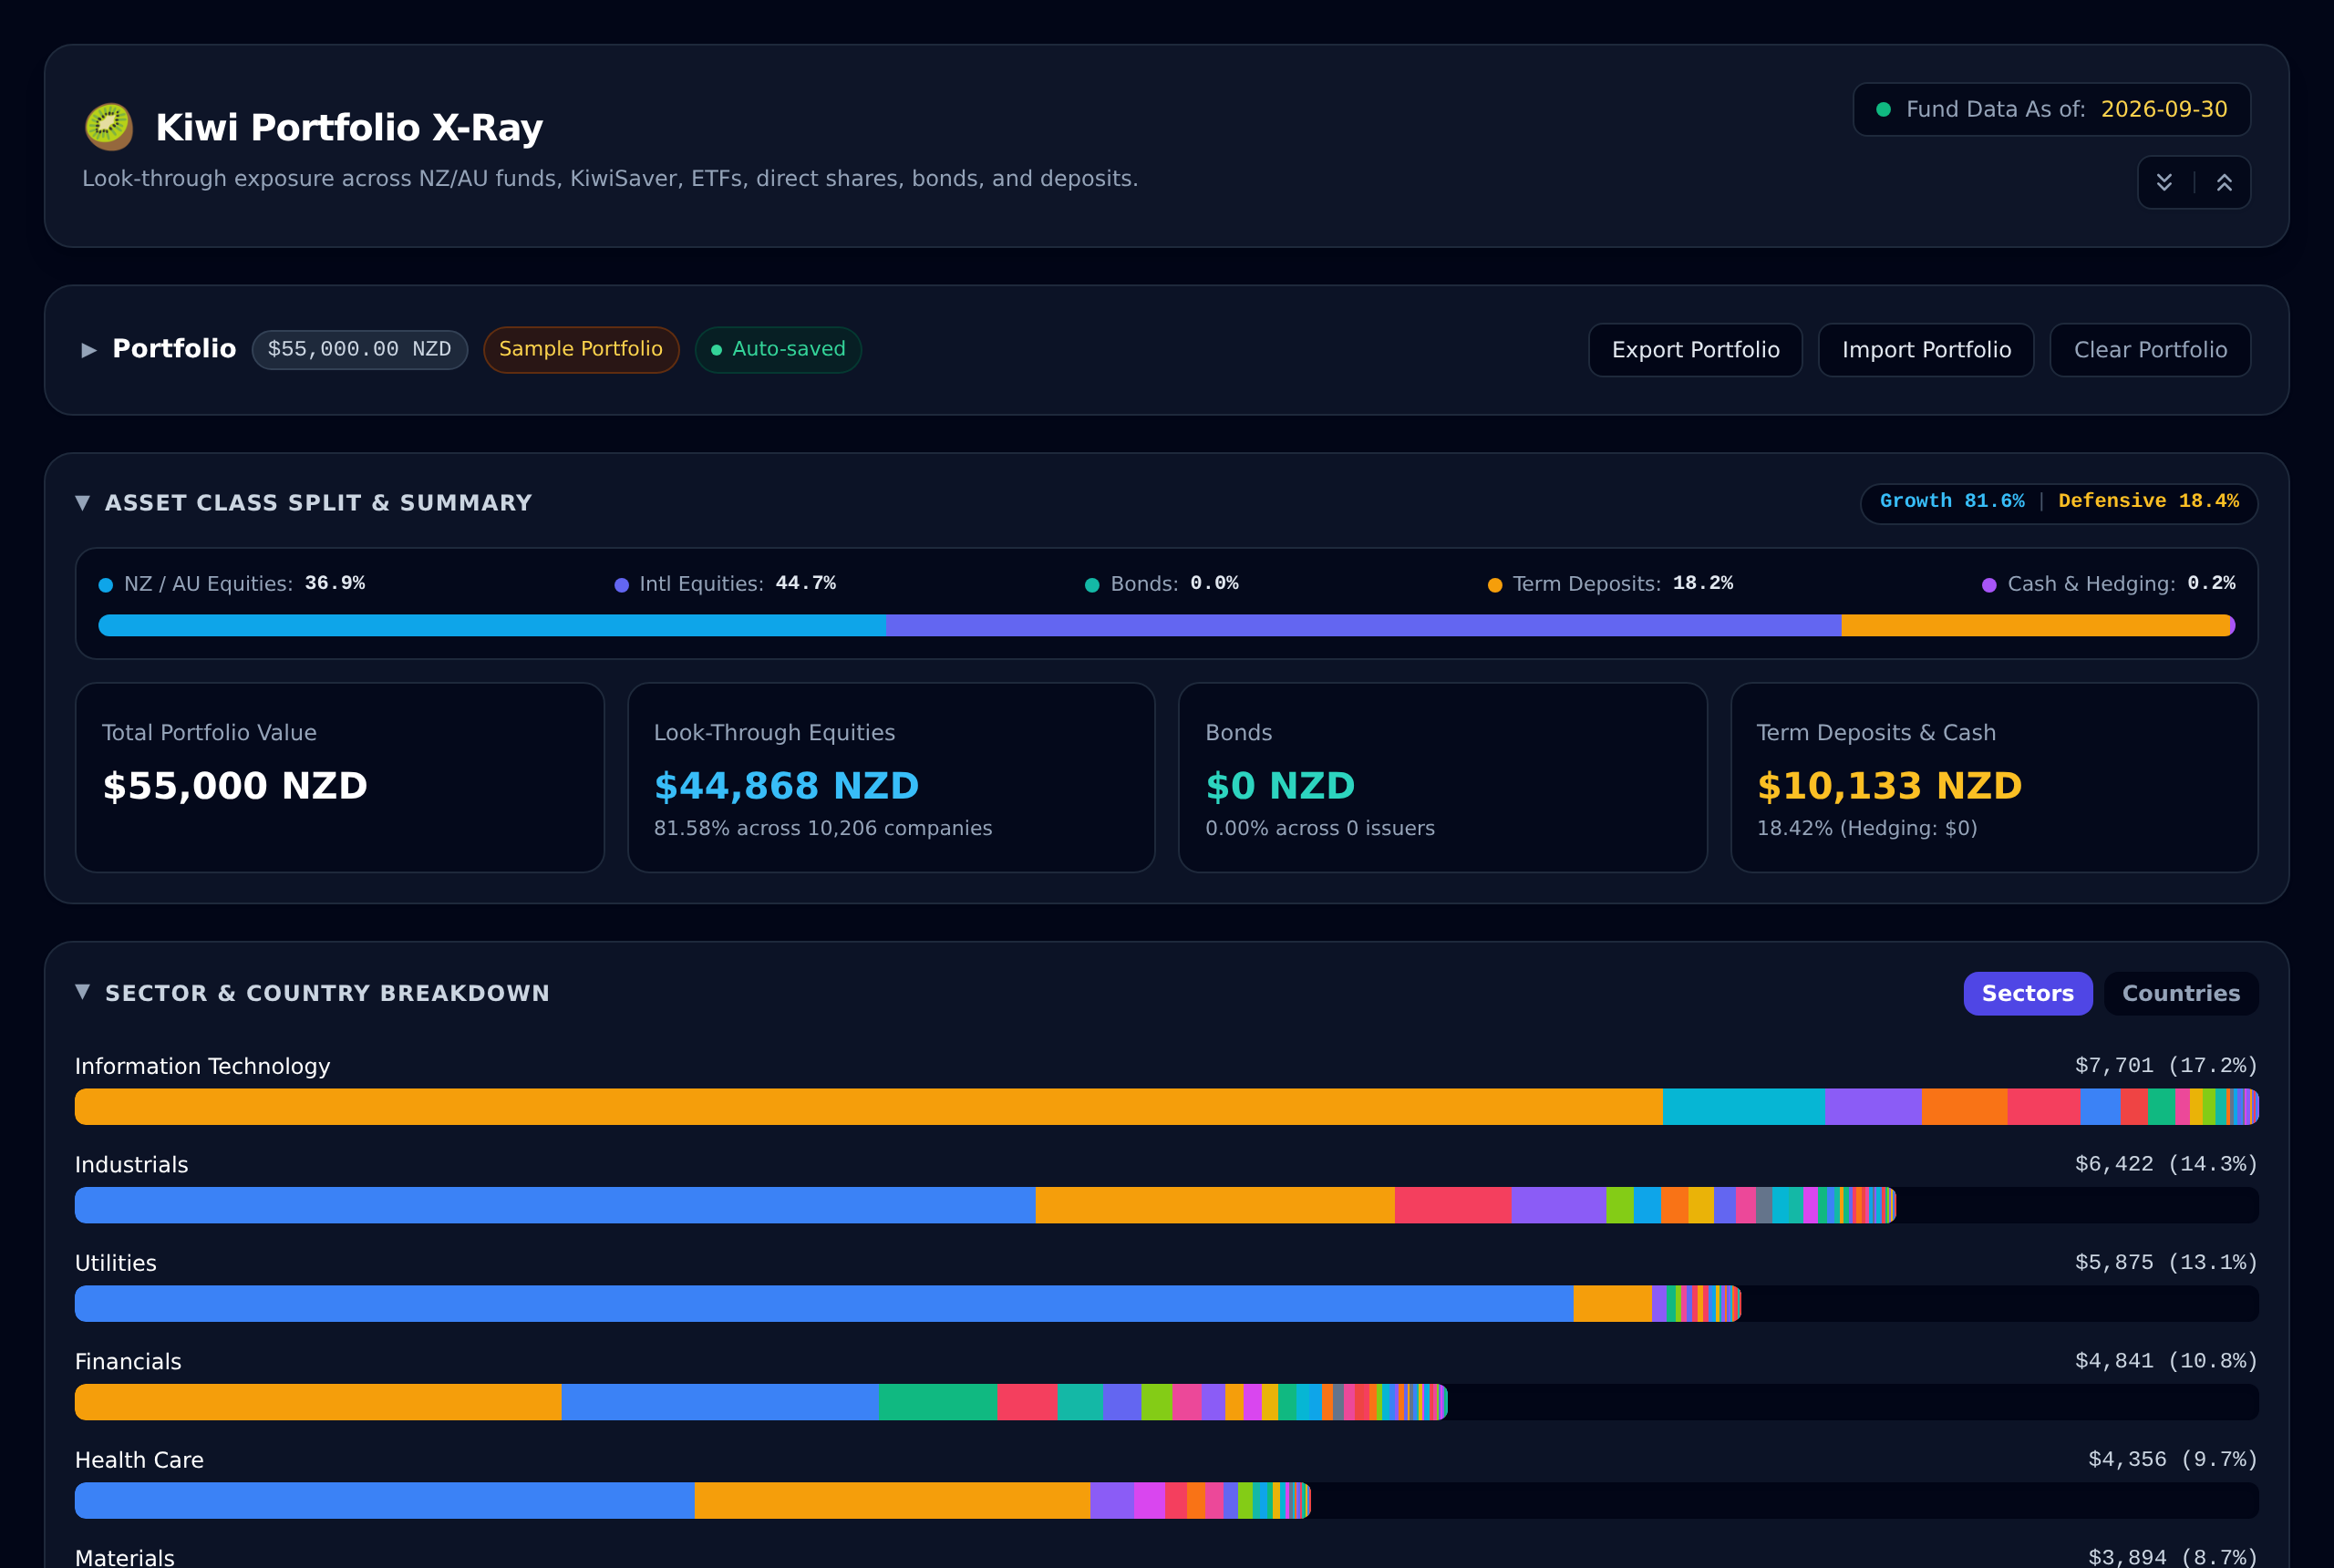 Kiwi Portfolio X-Ray
Look-through exposure across NZ/AU funds, KiwiSaver, ETFs, direct shares, bonds, and deposits.
Fund Data As of: 2026-09-30
Portfolio $55,000.00 NZD Sample Portfolio Auto-saved Export Portfolio Import Portfolio Clear Portfolio
ASSET CLASS SPLIT & SUMMARY Growth 81.6% | Defensive 18.4%
NZ / AU Equities: 36.9% Intl Equities: 44.7% Bonds: 0.0% Term Deposits: 18.2% Cash & Hedging: 0.2%
Total Portfolio Value
$55,000 NZD
Look-Through Equities
$44,868 NZD
81.58% across 10,206 companies
Bonds
$0 NZD
0.00% across 0 issuers
Term Deposits & Cash
$10,133 NZD
18.42% (Hedging: $0)
SECTOR & COUNTRY BREAKDOWN Sectors Countries
Information Technology $7,701 (17.2%)
Industrials $6,422 (14.3%)
Utilities $5,875 (13.1%)
Financials $4,841 (10.8%)
Health Care $4,356 (9.7%)
Materials $3,894 (8.7%)